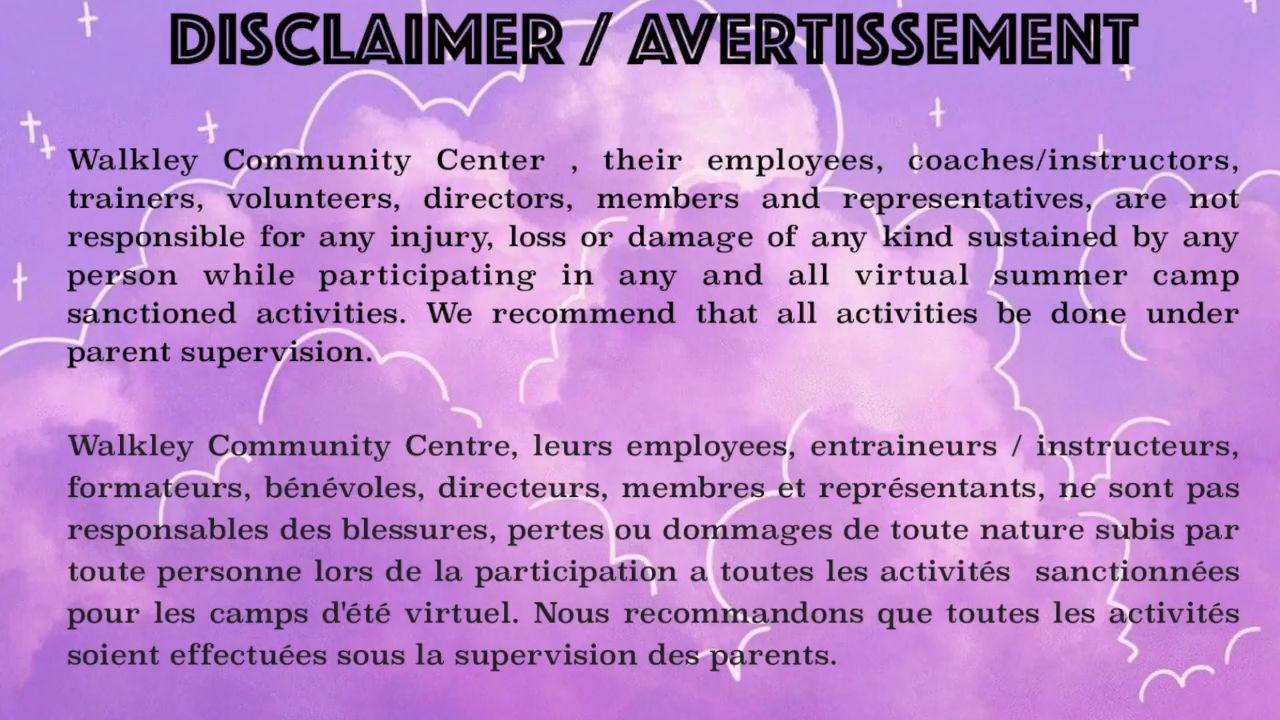 DISCLAIMER / AVERTISSEMENT
Walkley Community Center , their employees, coaches/instructors,
trainers, volunteers, directors, members and representatives, are not
responsible for any injury, loss or damage of any kind sustained by any
person while participating in any and all virtual summer camp
sanctioned activities. We recommend that all activities be done under
parent supervision.
Walkley Community Centre, leurs employees, entraineurs / instructeurs,
formateurs, bénévoles, directeurs, membres et représentants, ne sont pas
responsables des blessures, pertes ou dommages de toute nature subis par
toute personne lors de la participation a toutes les activités sanctionnées
pour les camps d'été virtuel. Nous recommandons que toutes les activités
soient effectuées sous la supervision des parents.